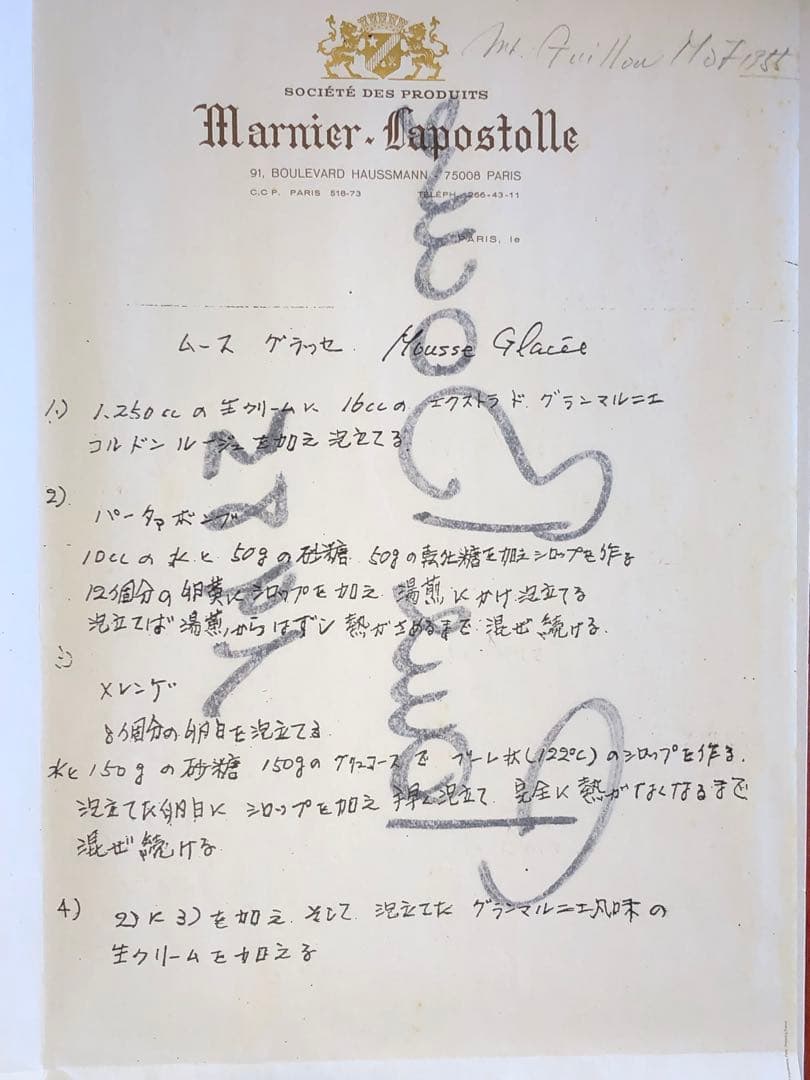 Mr. Guillou MOF 1955
SOCIÉTÉ DES PRODUITS
Marnier-Lapostolle
91, BOULEVARD HAUSSMANN - 75008 PARIS
C.C.P. PARIS 518-73 TÉLÉPH. 266-43-11
PARIS, le
ムース グラッセ. Mousse Glacée
1) 1.250ccの生クリームに 16ccの エクストラド.グランマルニエ
コルドンルージュを加え泡立てる.
2)
パータボンブ
10ccの水と50gの砂糖 50gの転化糖を加えシロップを作る
12個分の卵黄にシロップを加え 湯煎にかけ泡立てる
泡立てば湯煎からはずし熱がさめるまで混ぜ続ける.
3)
メレンゲ
8個分の卵白を泡立てる.
水と150gの砂糖 150gのグリュコースで ブーレ状(122℃)のシロップを作る.
泡立てた卵白に シロップを加え 泡立て 完全に熱がなくなるまで
混ぜ続ける
4) 2)に3)を加え そして 泡立てた グランマルニエ風味の
生クリームを加える